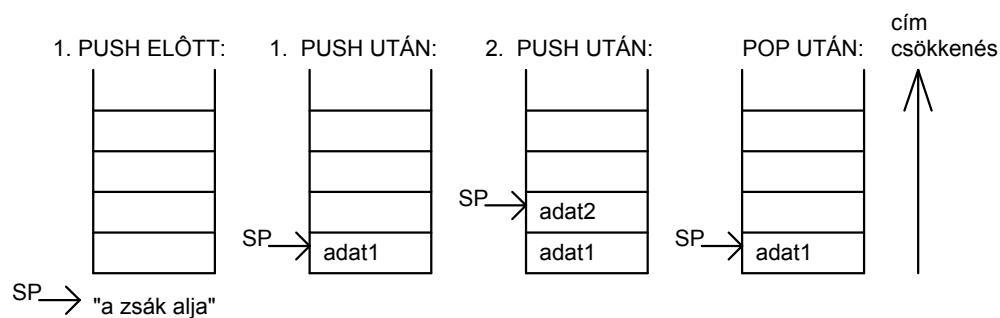 1. PUSH ELÔTT:
1. PUSH UTÁN:
2. PUSH UTÁN:
POP UTÁN:
cím
csökkenés
SP
adat2
SP
adat1
adat1
SP
adat1
SP
"a zsák alja"